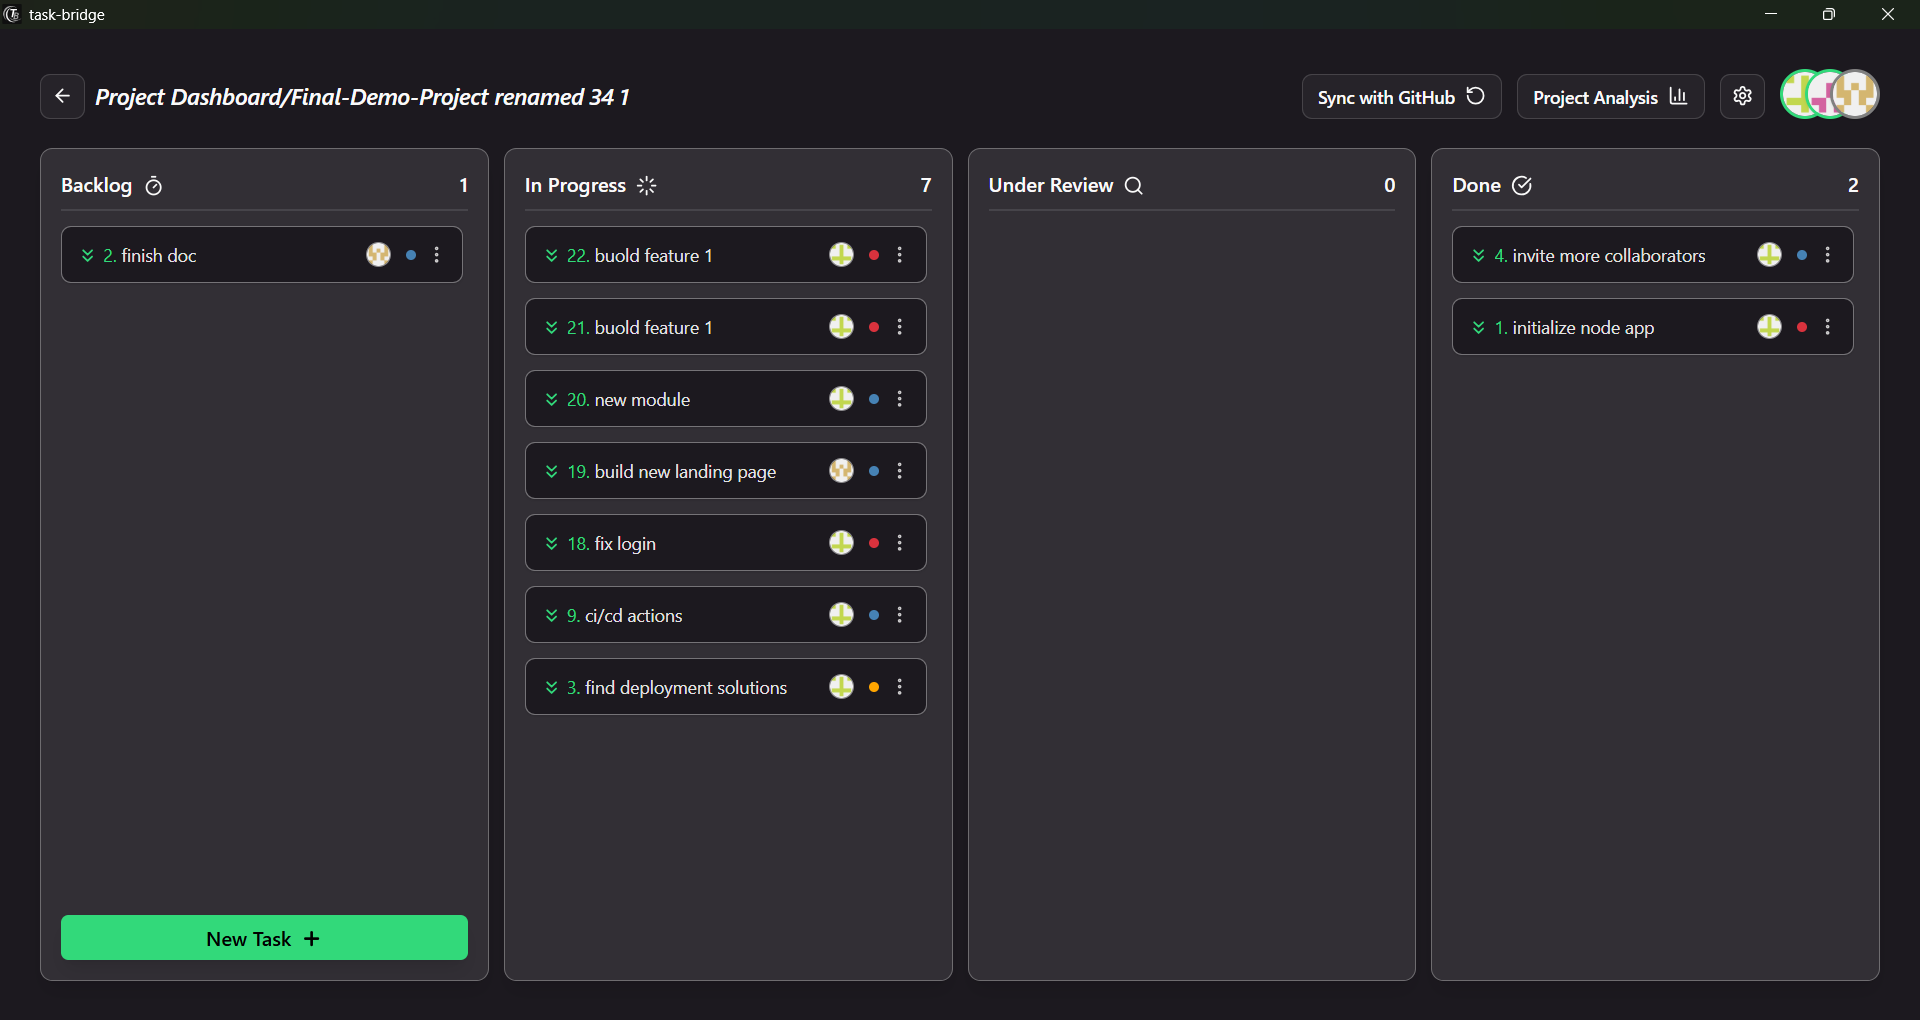 task-bridge
Project Dashboard/Final-Demo-Project renamed 34 1
Sync with GitHub
Project Analysis
Backlog 1
2. finish doc
New Task +
In Progress 7
22. buold feature 1
21. buold feature 1
20. new module
19. build new landing page
18. fix login
9. ci/cd actions
3. find deployment solutions
Under Review 0
Done 2
4. invite more collaborators
1. initialize node app